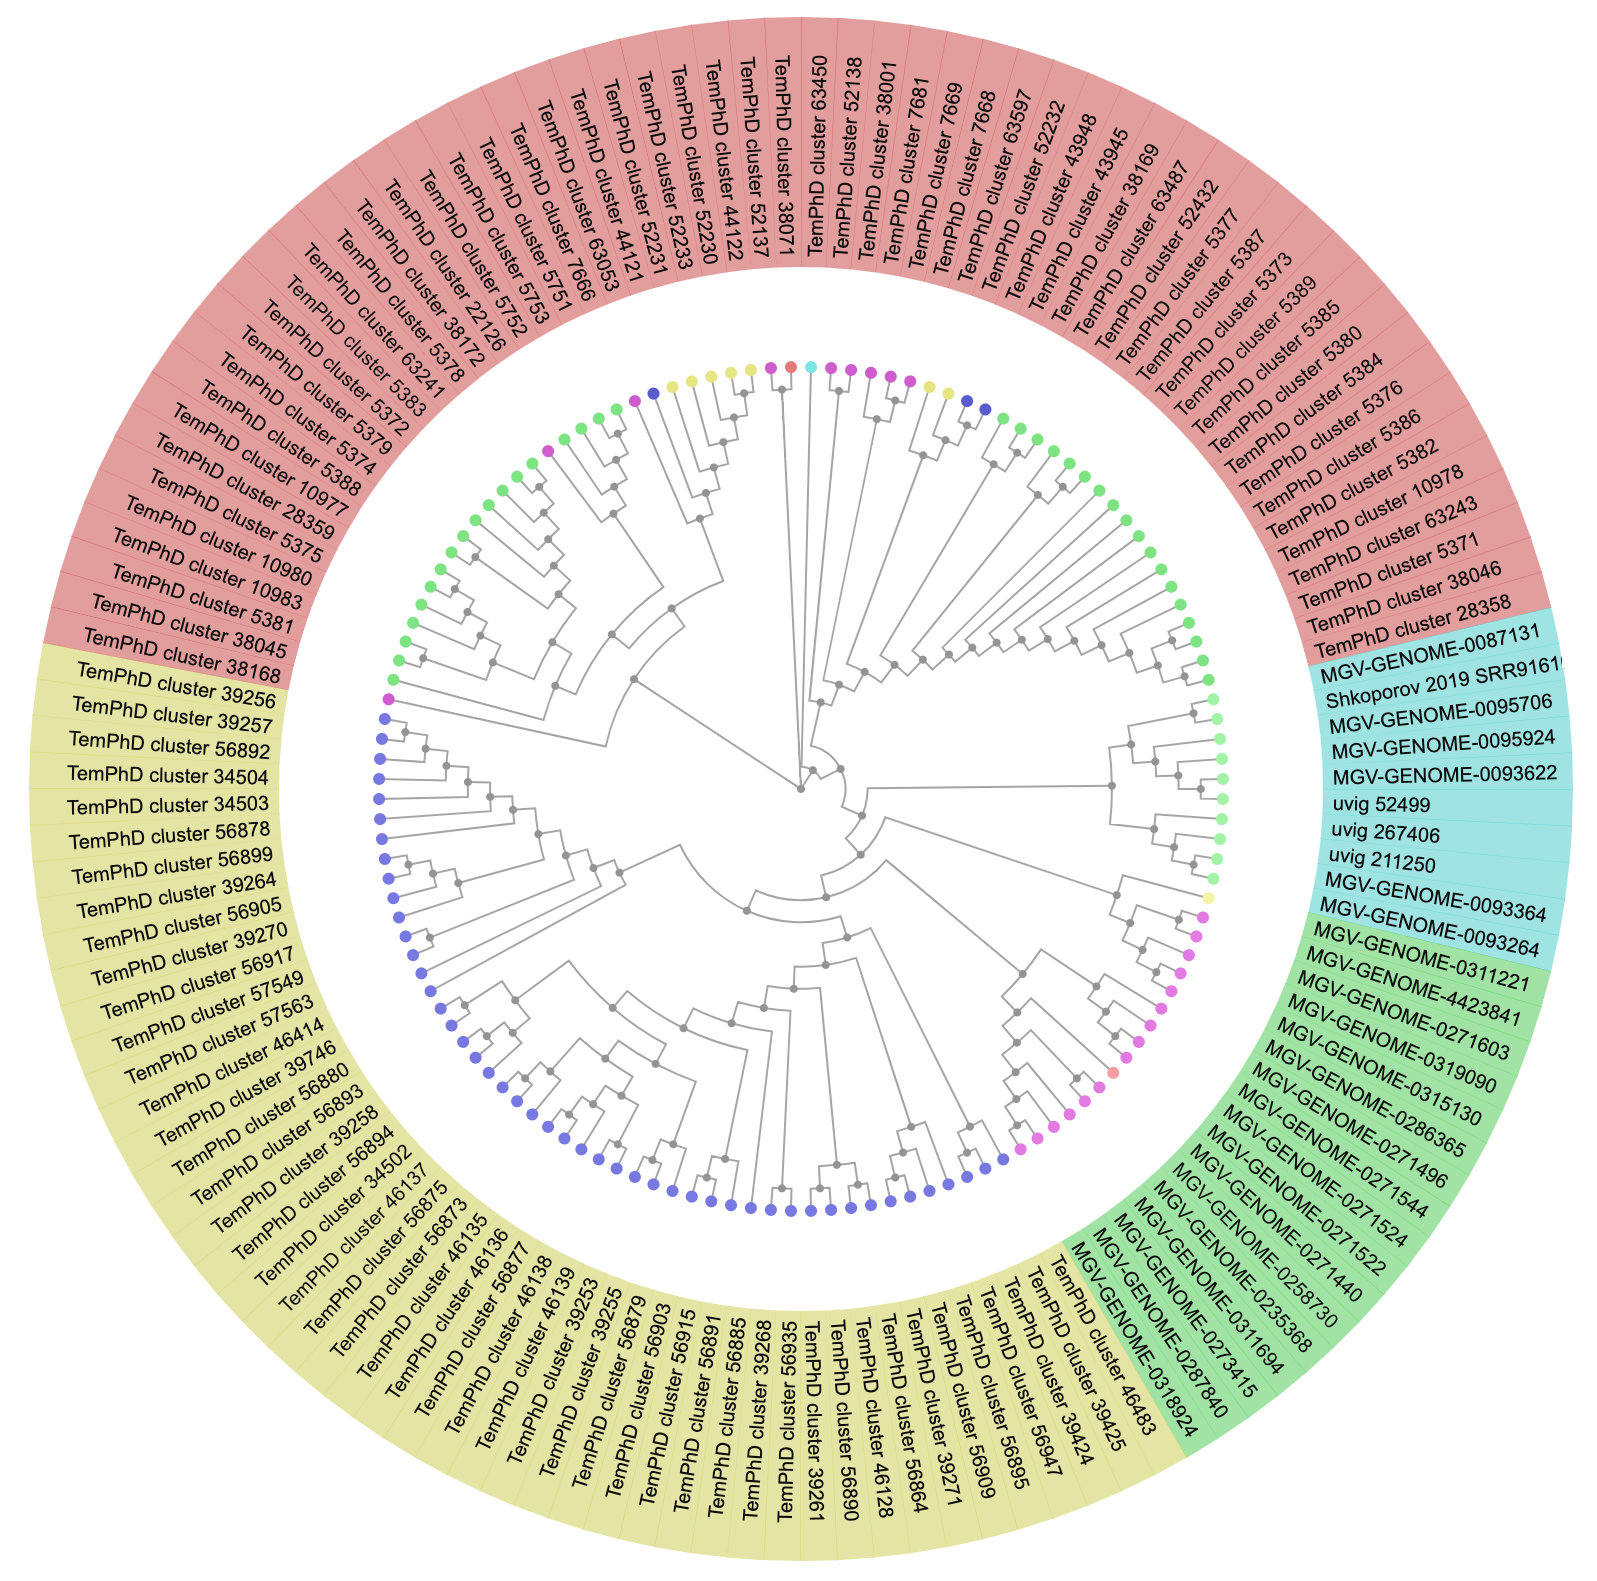 TemPhD cluster 63450
TemPhD cluster 52138
TemPhD cluster 38001
TemPhD cluster 7681
TemPhD cluster 7669
TemPhD cluster 7668
TemPhD cluster 63597
TemPhD cluster 52232
TemPhD cluster 43948
TemPhD cluster 43945
TemPhD cluster 38169
TemPhD cluster 63487
TemPhD cluster 52432
TemPhD cluster 5377
TemPhD cluster 5387
TemPhD cluster 5373
TemPhD cluster 5389
TemPhD cluster 5385
TemPhD cluster 5380
TemPhD cluster 5384
TemPhD cluster 5376
TemPhD cluster 5386
TemPhD cluster 5382
TemPhD cluster 10978
TemPhD cluster 63243
TemPhD cluster 5371
TemPhD cluster 38046
TemPhD cluster 28358
MGV-GENOME-0087131
Shkoporov 2019
MGV-GENOME-0095706
MGV-GENOME-0095924
MGV-GENOME-0093622
uvig 52499
uvig 267406
uvig 211250
MGV-GENOME-0093364
MGV-GENOME-0093264
MGV-GENOME-0311221
MGV-GENOME-4423841
MGV-GENOME-0271603
MGV-GENOME-0319090
MGV-GENOME-0315130
MGV-GENOME-0286365
MGV-GENOME-0271496
MGV-GENOME-0271544
MGV-GENOME-0271524
MGV-GENOME-0271522
MGV-GENOME-0271440
MGV-GENOME-0258730
MGV-GENOME-0235368
MGV-GENOME-0311694
MGV-GENOME-0273415
MGV-GENOME-0287840
MGV-GENOME-0318924
TemPhD cluster 46483
TemPhD cluster 39425
TemPhD cluster 39424
TemPhD cluster 56947
TemPhD cluster 56895
TemPhD cluster 56909
TemPhD cluster 39271
TemPhD cluster 56864
TemPhD cluster 46128
TemPhD cluster 56890
TemPhD cluster 39261
TemPhD cluster 56935
TemPhD cluster 39268
TemPhD cluster 56885
TemPhD cluster 56891
TemPhD cluster 56915
TemPhD cluster 56903
TemPhD cluster 56879
TemPhD cluster 39255
TemPhD cluster 39253
TemPhD cluster 46139
TemPhD cluster 46138
TemPhD cluster 56877
TemPhD cluster 46136
TemPhD cluster 46135
TemPhD cluster 56873
TemPhD cluster 56875
TemPhD cluster 46137
TemPhD cluster 34502
TemPhD cluster 56894
TemPhD cluster 39258
TemPhD cluster 56893
TemPhD cluster 56880
TemPhD cluster 39746
TemPhD cluster 46414
TemPhD cluster 57563
TemPhD cluster 57549
TemPhD cluster 56917
TemPhD cluster 39270
TemPhD cluster 56905
TemPhD cluster 39264
TemPhD cluster 56899
TemPhD cluster 56878
TemPhD cluster 34503
TemPhD cluster 34504
TemPhD cluster 56892
TemPhD cluster 39257
TemPhD cluster 39256
TemPhD cluster 38168
TemPhD cluster 38045
TemPhD cluster 5381
TemPhD cluster 10983
TemPhD cluster 10980
TemPhD cluster 5375
TemPhD cluster 28359
TemPhD cluster 10977
TemPhD cluster 5388
TemPhD cluster 5374
TemPhD cluster 5379
TemPhD cluster 5372
TemPhD cluster 5383
TemPhD cluster 63241
TemPhD cluster 5378
TemPhD cluster 38172
TemPhD cluster 22126
TemPhD cluster 5752
TemPhD cluster 5753
TemPhD cluster 5751
TemPhD cluster 7666
TemPhD cluster 63053
TemPhD cluster 44121
TemPhD cluster 52231
TemPhD cluster 52233
TemPhD cluster 52230
TemPhD cluster 44122
TemPhD cluster 52137
TemPhD cluster 38071